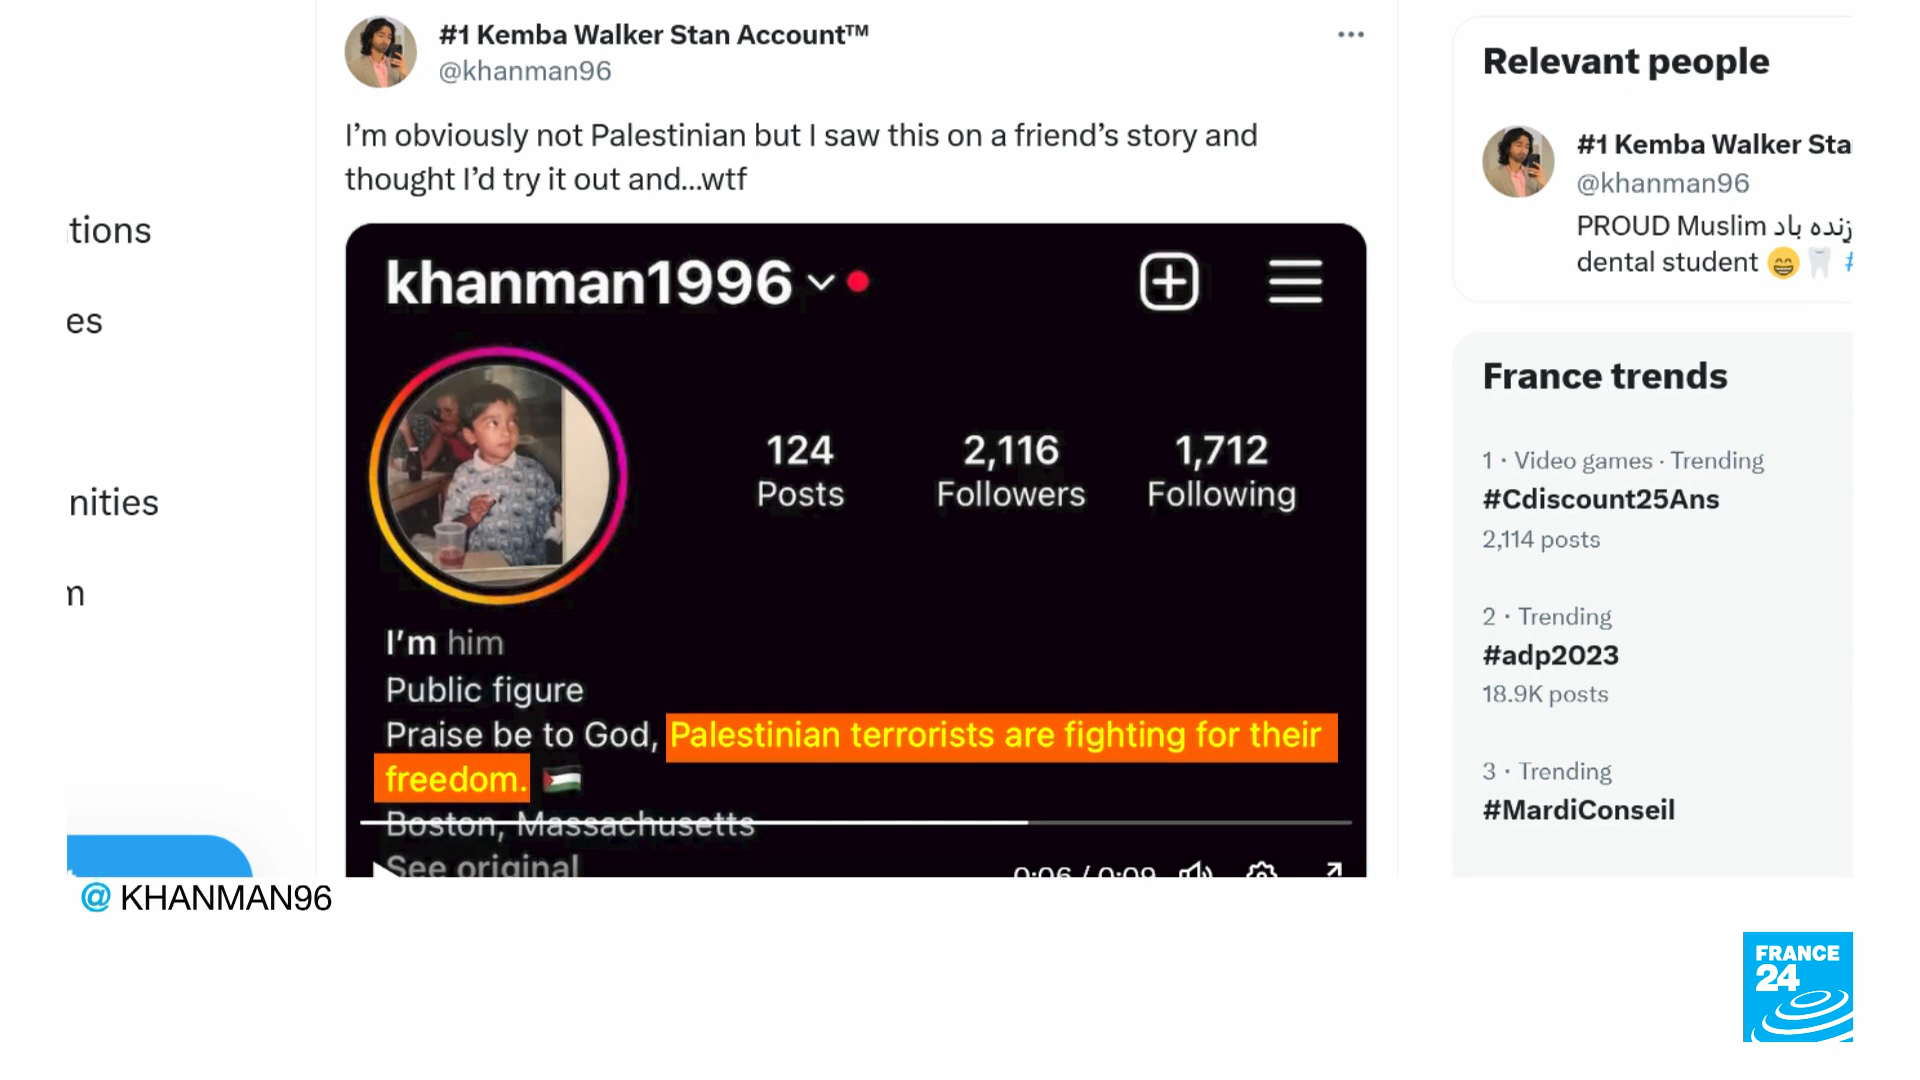 #1 Kemba Walker Stan Account™
@khanman96
I’m obviously not Palestinian but I saw this on a friend’s story and
thought I’d try it out and...wtf
khanman1996
124
Posts
2,116
Followers
1,712
Following
I’m him
Public figure
Praise be to God, Palestinian terrorists are fighting for their
freedom. 🇵🇸
Boston, Massachusetts
See original
0:06 / 0:09
tions
es
nities
m
Relevant people
#1 Kemba Walker Sta
@khanman96
PROUD Muslim زنده باد
dental student 😁🦷 #
France trends
1 · Video games · Trending
#Cdiscount25Ans
2,114 posts
2 · Trending
#adp2023
18.9K posts
3 · Trending
#MardiConseil
@ KHANMAN96
FRANCE
24